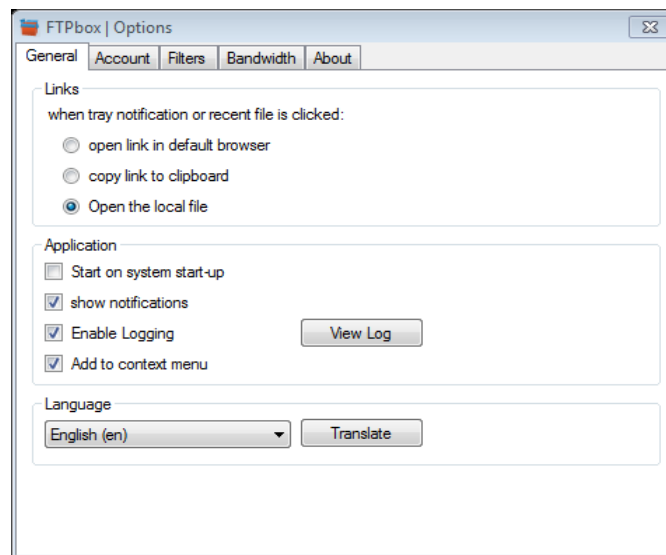 FTPbox | Options
General Account Filters Bandwidth About
Links
when tray notification or recent file is clicked:
open link in default browser
copy link to clipboard
Open the local file
Application
Start on system start-up
show notifications
Enable Logging View Log
Add to context menu
Language
English (en) Translate